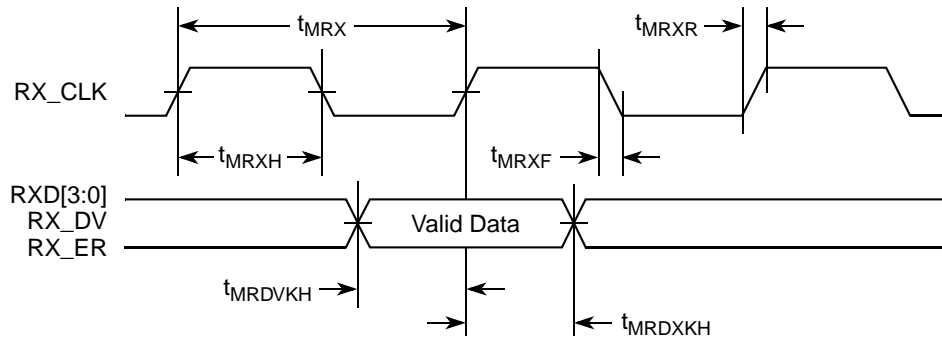 tMRX
tMRXR
RX_CLK
tMRXH
tMRXF
RXD[3:0]
RX_DV
Valid Data
RX_ER
tMRDVKH
tMRDXKH